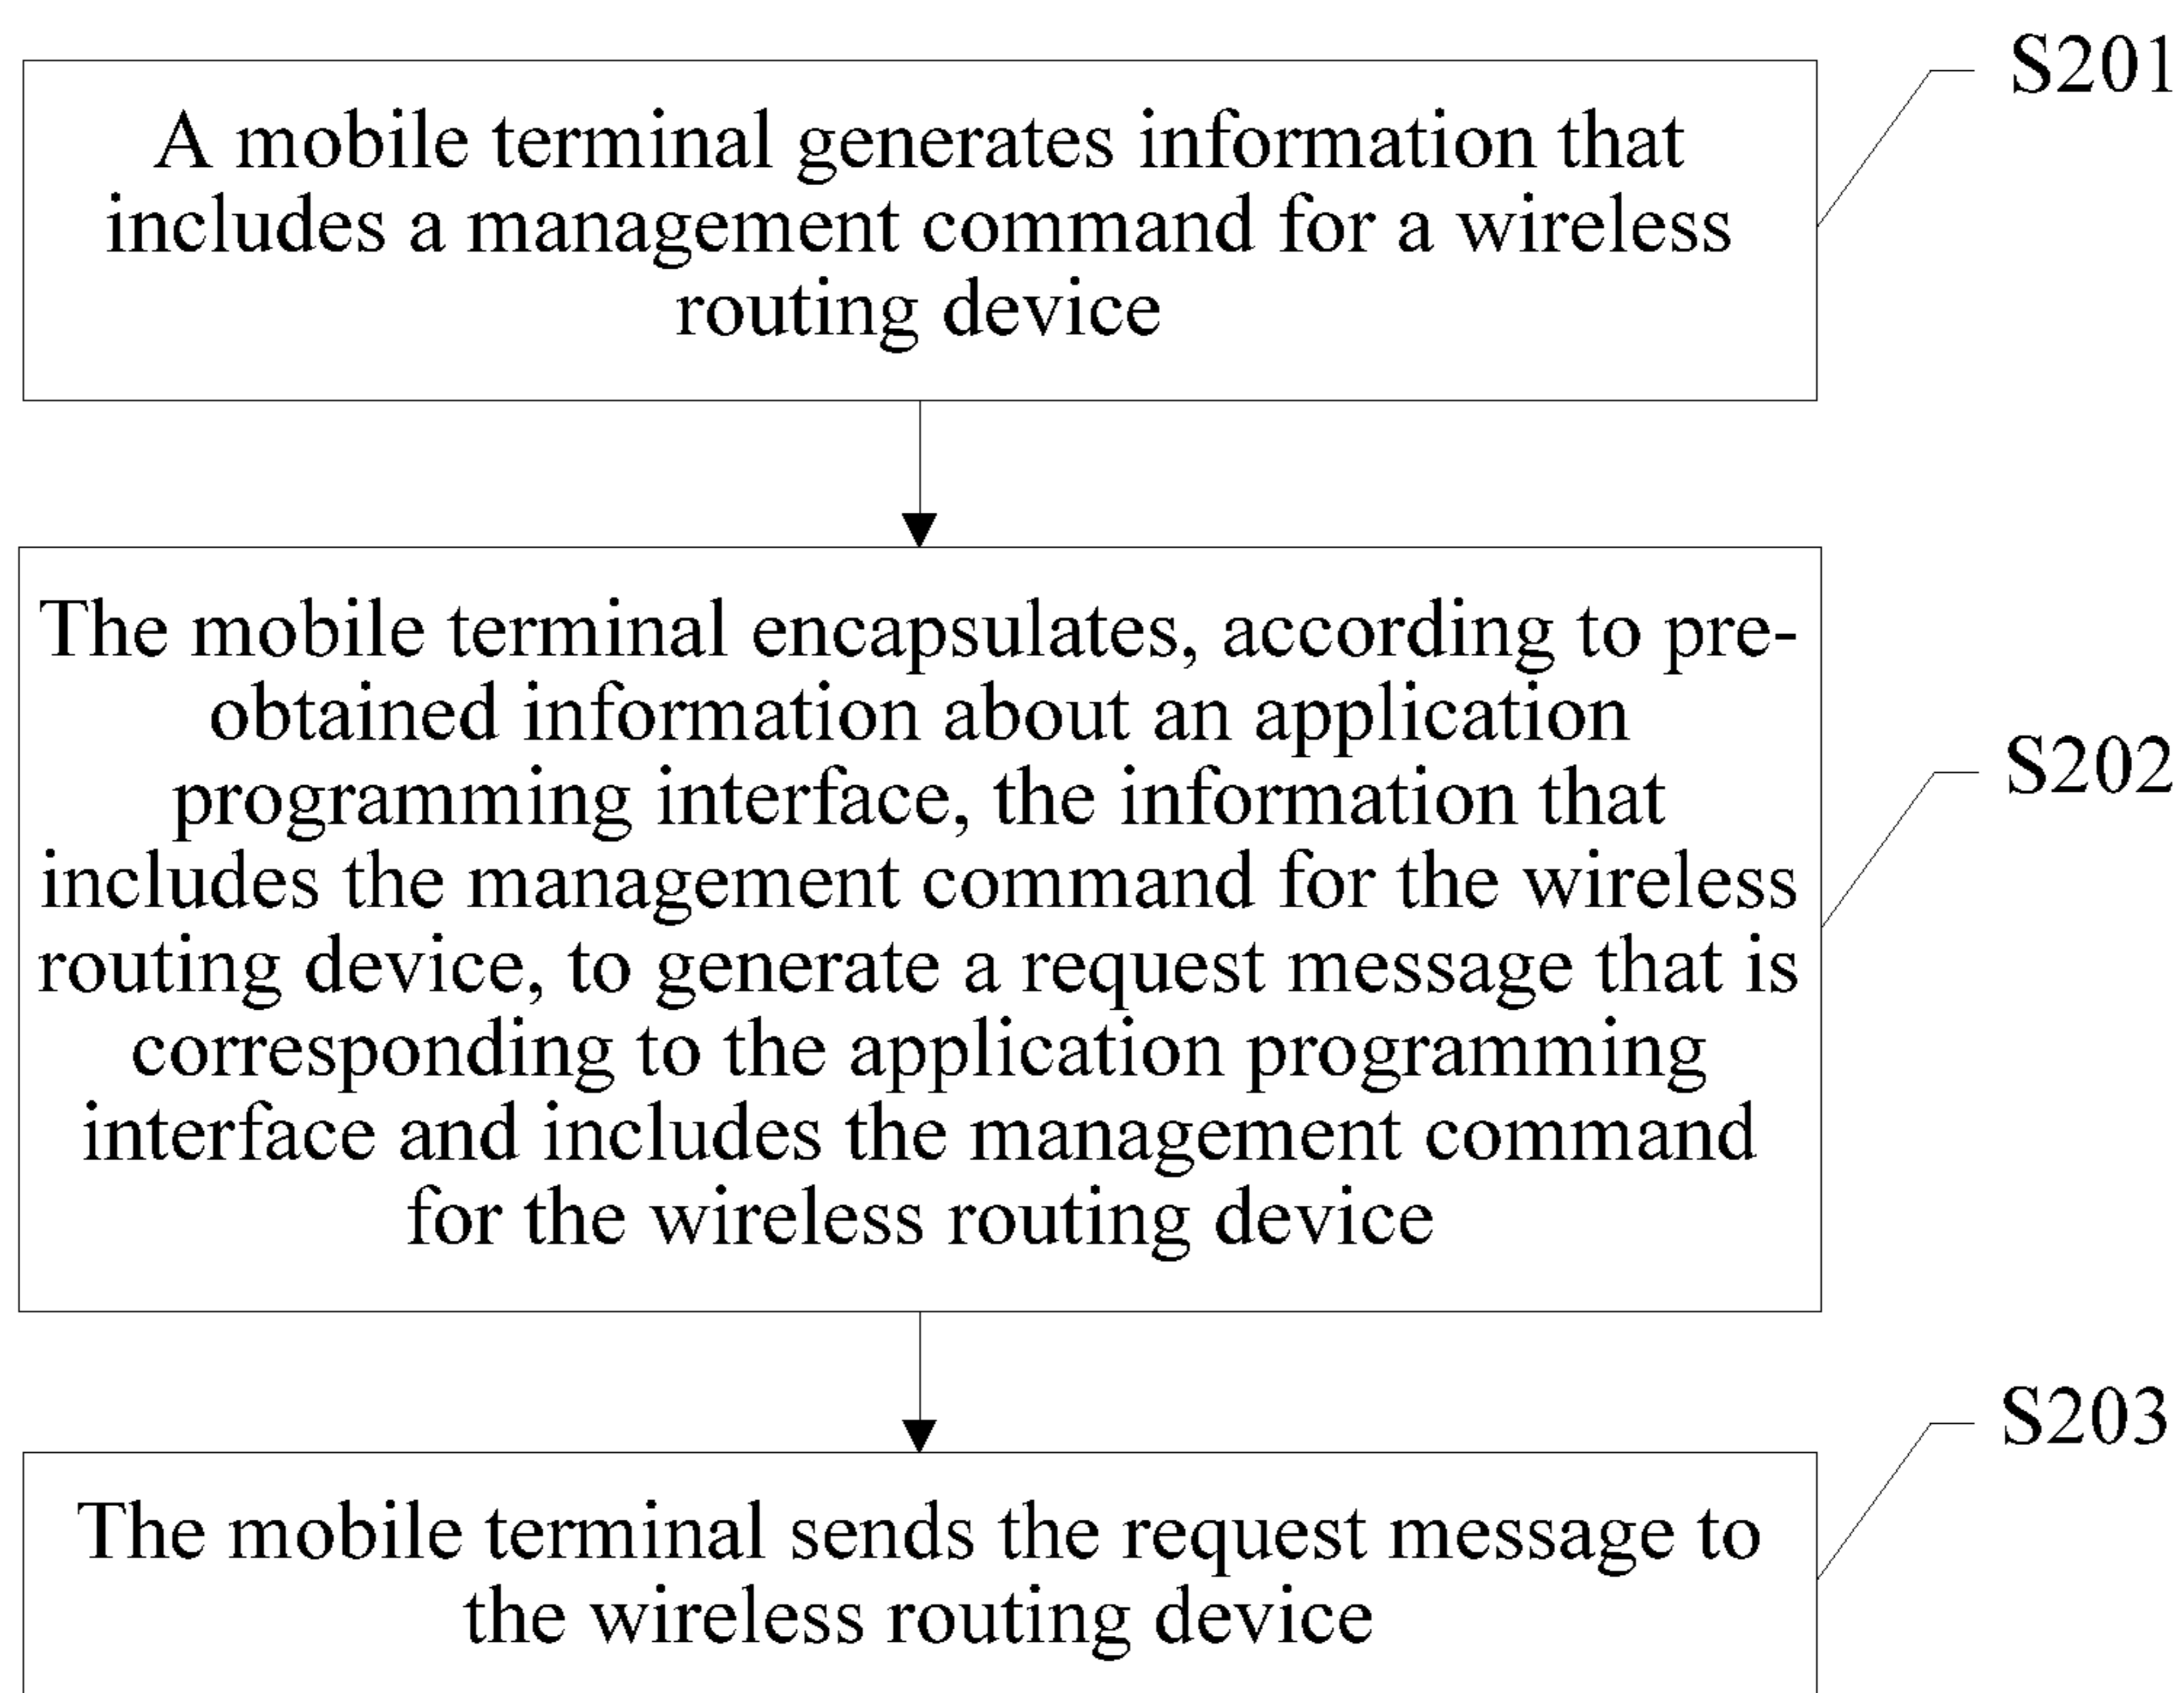 S201
A mobile terminal generates information that
includes a management command for a wireless
routing device
The mobile terminal encapsulates, according to pre-
obtained information about an application
programming interface, the information that
includes the management command for the wireless
routing device, to generate a request message that is
corresponding to the application programming
interface and includes the management command
for the wireless routing device
S202
S203
The mobile terminal sends the request message to
the wireless routing device